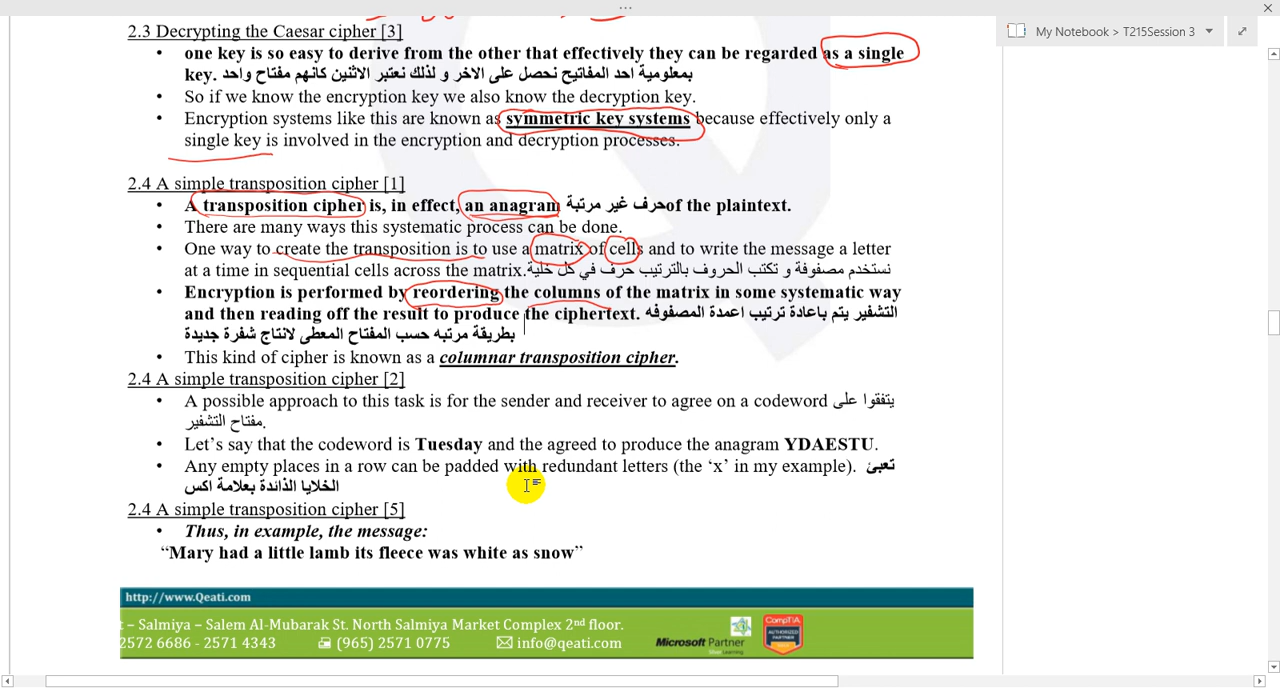 My Notebook > T215Session 3
2.3 Decrypting the Caesar cipher [3]
• one key is so easy to derive from the other that effectively they can be regarded as a single
key. بمعلومية احد المفاتيح نحصل على الاخر و لذلك نعتبر الاثنين كانهم مفتاح واحد
• So if we know the encryption key we also know the decryption key.
• Encryption systems like this are known as symmetric key systems because effectively only a
single key is involved in the encryption and decryption processes.
2.4 A simple transposition cipher [1]
• A transposition cipher is, in effect, an anagram حرف غير مرتبة of the plaintext.
• There are many ways this systematic process can be done.
• One way to create the transposition is to use a matrix of cells and to write the message a letter
at a time in sequential cells across the matrix. نستخدم مصفوفة و تكتب الحروف بالترتيب حرف في كل خلية
• Encryption is performed by reordering the columns of the matrix in some systematic way
and then reading off the result to produce the ciphertext. التشفير يتم باعادة ترتيب اعمدة المصفوفه
بطريقة مرتبه حسب المفتاح المعطى لانتاج شفرة جديدة
• This kind of cipher is known as a columnar transposition cipher.
2.4 A simple transposition cipher [2]
• A possible approach to this task is for the sender and receiver to agree on a codeword يتفقوا على
مفتاح التشفير.
• Let’s say that the codeword is Tuesday and the agreed to produce the anagram YDAESTU.
• Any empty places in a row can be padded with redundant letters (the ‘x’ in my example). تعبئ
الخلايا الذائدة بعلامة اكس
2.4 A simple transposition cipher [5]
• Thus, in example, the message:
“Mary had a little lamb its fleece was white as snow”
http://www.Qeati.com
t – Salmiya – Salem Al-Mubarak St. North Salmiya Market Complex 2nd floor.
2572 6686 - 2571 4343 (965) 2571 0775 info@qeati.com
Microsoft Partner
CompTIA
AUTHORIZED
PARTNER